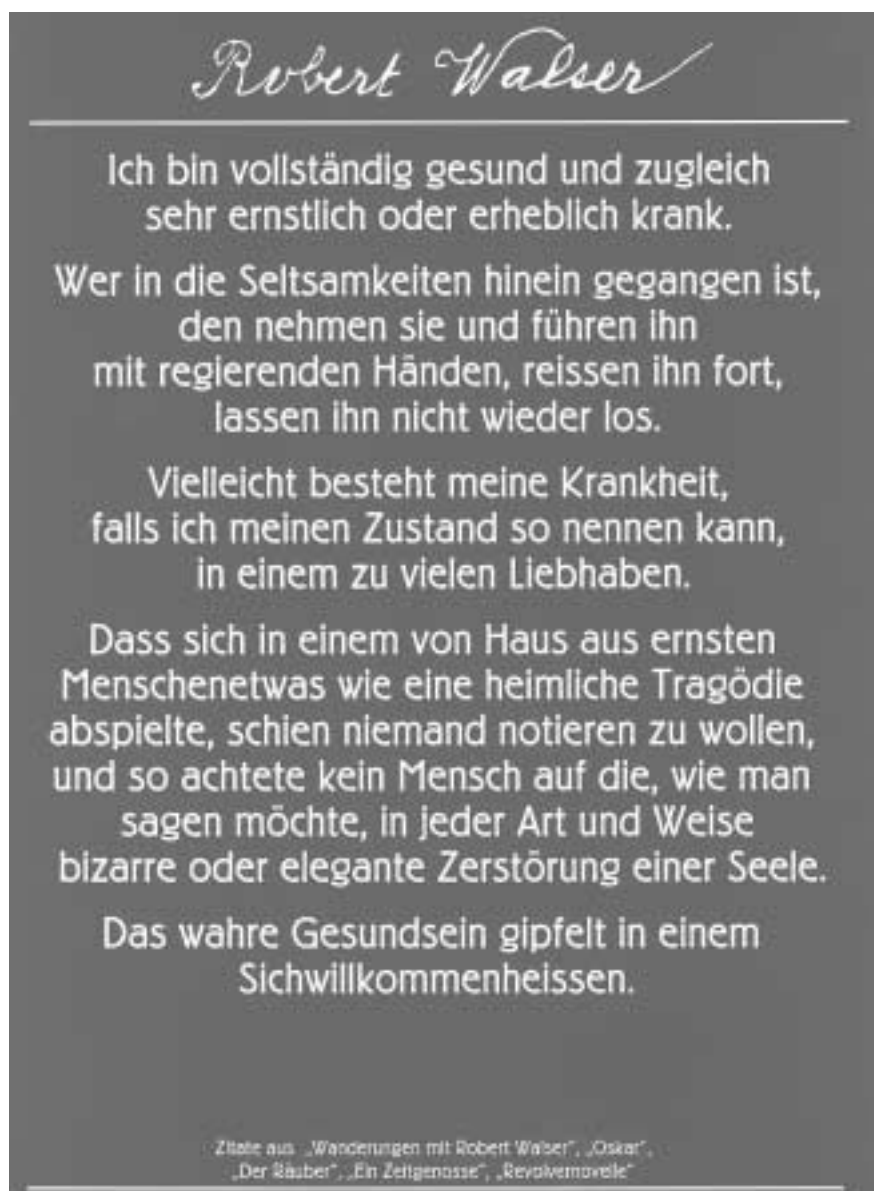 Robert Walser
Ich bin vollständig gesund und zugleich
sehr ernstlich oder erheblich krank.
Wer in die Seltsamkeiten hinein gegangen ist,
den nehmen sie und führen ihn
mit regierenden Händen, reissen ihn fort,
lassen ihn nicht wieder los.
Vielleicht besteht meine Krankheit,
falls ich meinen Zustand so nennen kann,
in einem zu vielen Liebhaben.
Dass sich in einem von Haus aus ernsten
Menschenetwas wie eine heimliche Tragödie
abspielte, schien niemand notieren zu wollen,
und so achtete kein Mensch auf die, wie man
sagen möchte, in jeder Art und Weise
bizarre oder elegante Zerstörung einer Seele.
Das wahre Gesundsein gipfelt in einem
Sichwillkommenheissen.
Zitate aus „Wanderungen mit Robert Walser", „Oskar",
„Der Räuber", „Ein Zeitgenosse", „Revolvernovelle"